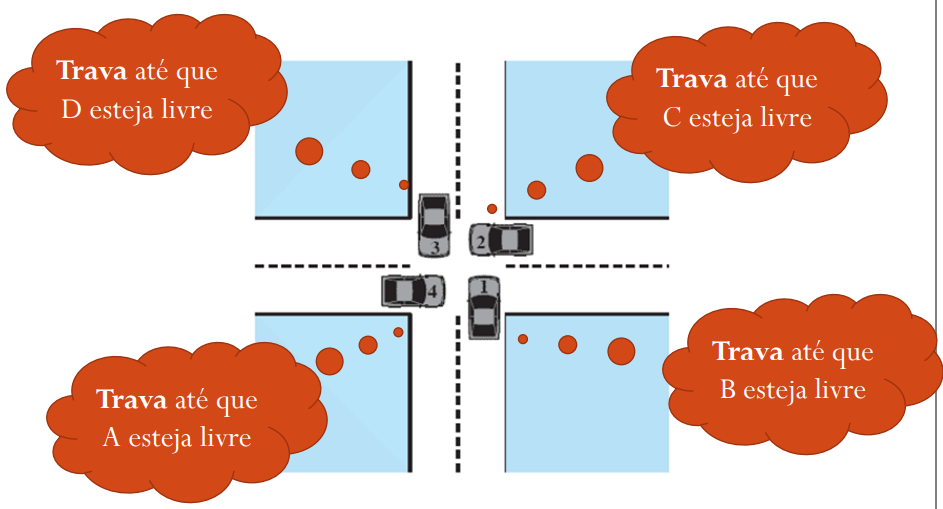 Trava até que
D esteja livre
Trava até que
C esteja livre
3
2
4
1
Trava até que
A esteja livre
Trava até que
B esteja livre